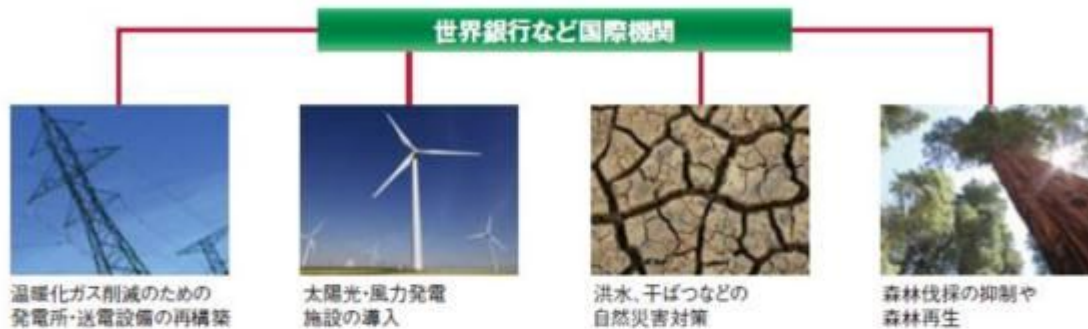 世界銀行など国際機関
温暖化ガス削減のための
発電所・送電設備の再構築
太陽光・風力発電
施設の導入
洪水、干ばつなどの
自然災害対策
森林伐採の抑制や
森林再生